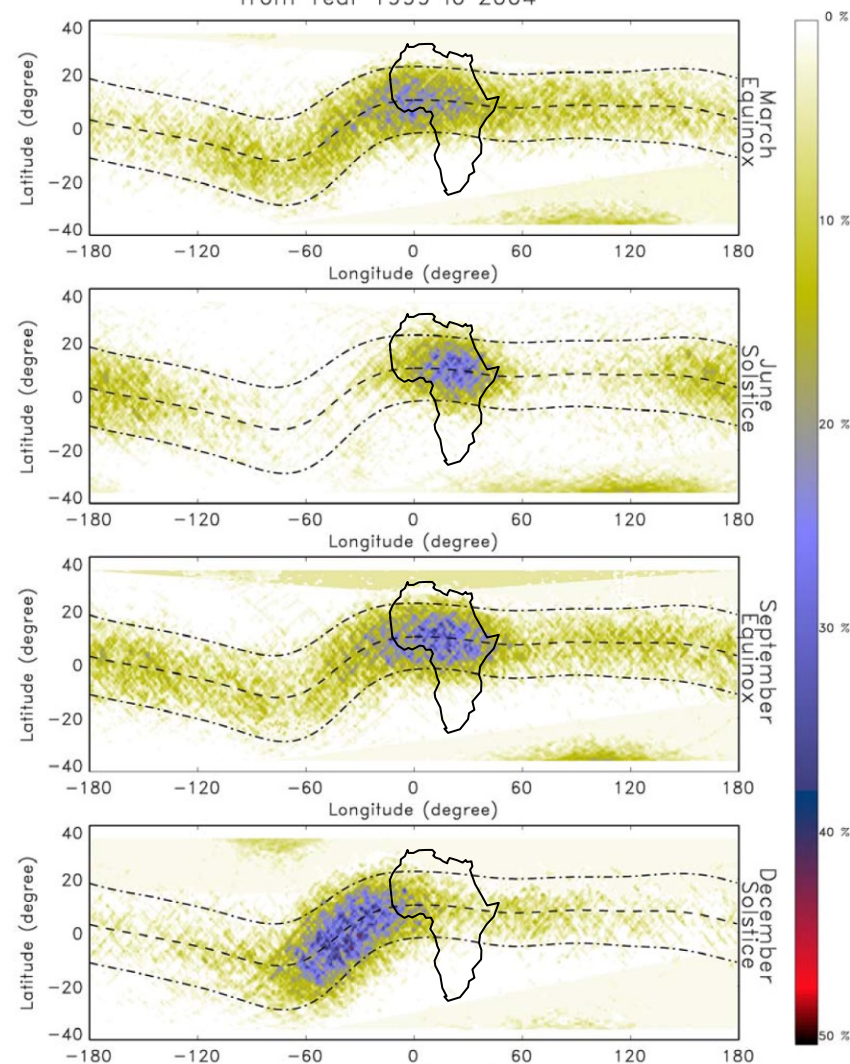 from Year 1999 to 2004
0 %
10 %
20 %
30 %
40 %
50 %
40
20
0
−20
−40
Latitude (degree)
−180 −120 −60 0 60 120 180
Longitude (degree)
March
Equinox
40
20
0
−20
−40
Latitude (degree)
−180 −120 −60 0 60 120 180
Longitude (degree)
June
Solstice
40
20
0
−20
−40
Latitude (degree)
−180 −120 −60 0 60 120 180
Longitude (degree)
September
Equinox
40
20
0
−20
−40
Latitude (degree)
−180 −120 −60 0 60 120 180
December
Solstice